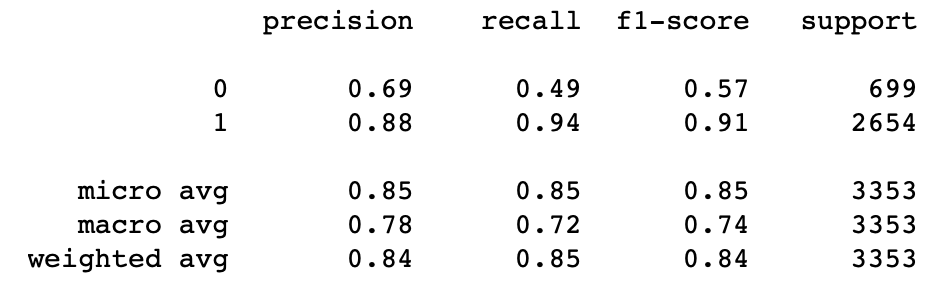 precision recall f1-score support
0 0.69 0.49 0.57 699
1 0.88 0.94 0.91 2654
micro avg 0.85 0.85 0.85 3353
macro avg 0.78 0.72 0.74 3353
weighted avg 0.84 0.85 0.84 3353